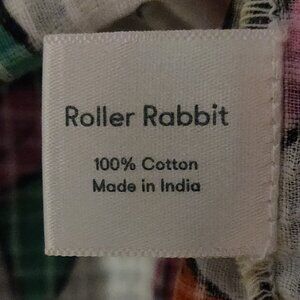 Roller Rabbit
100% Cotton
Made in India